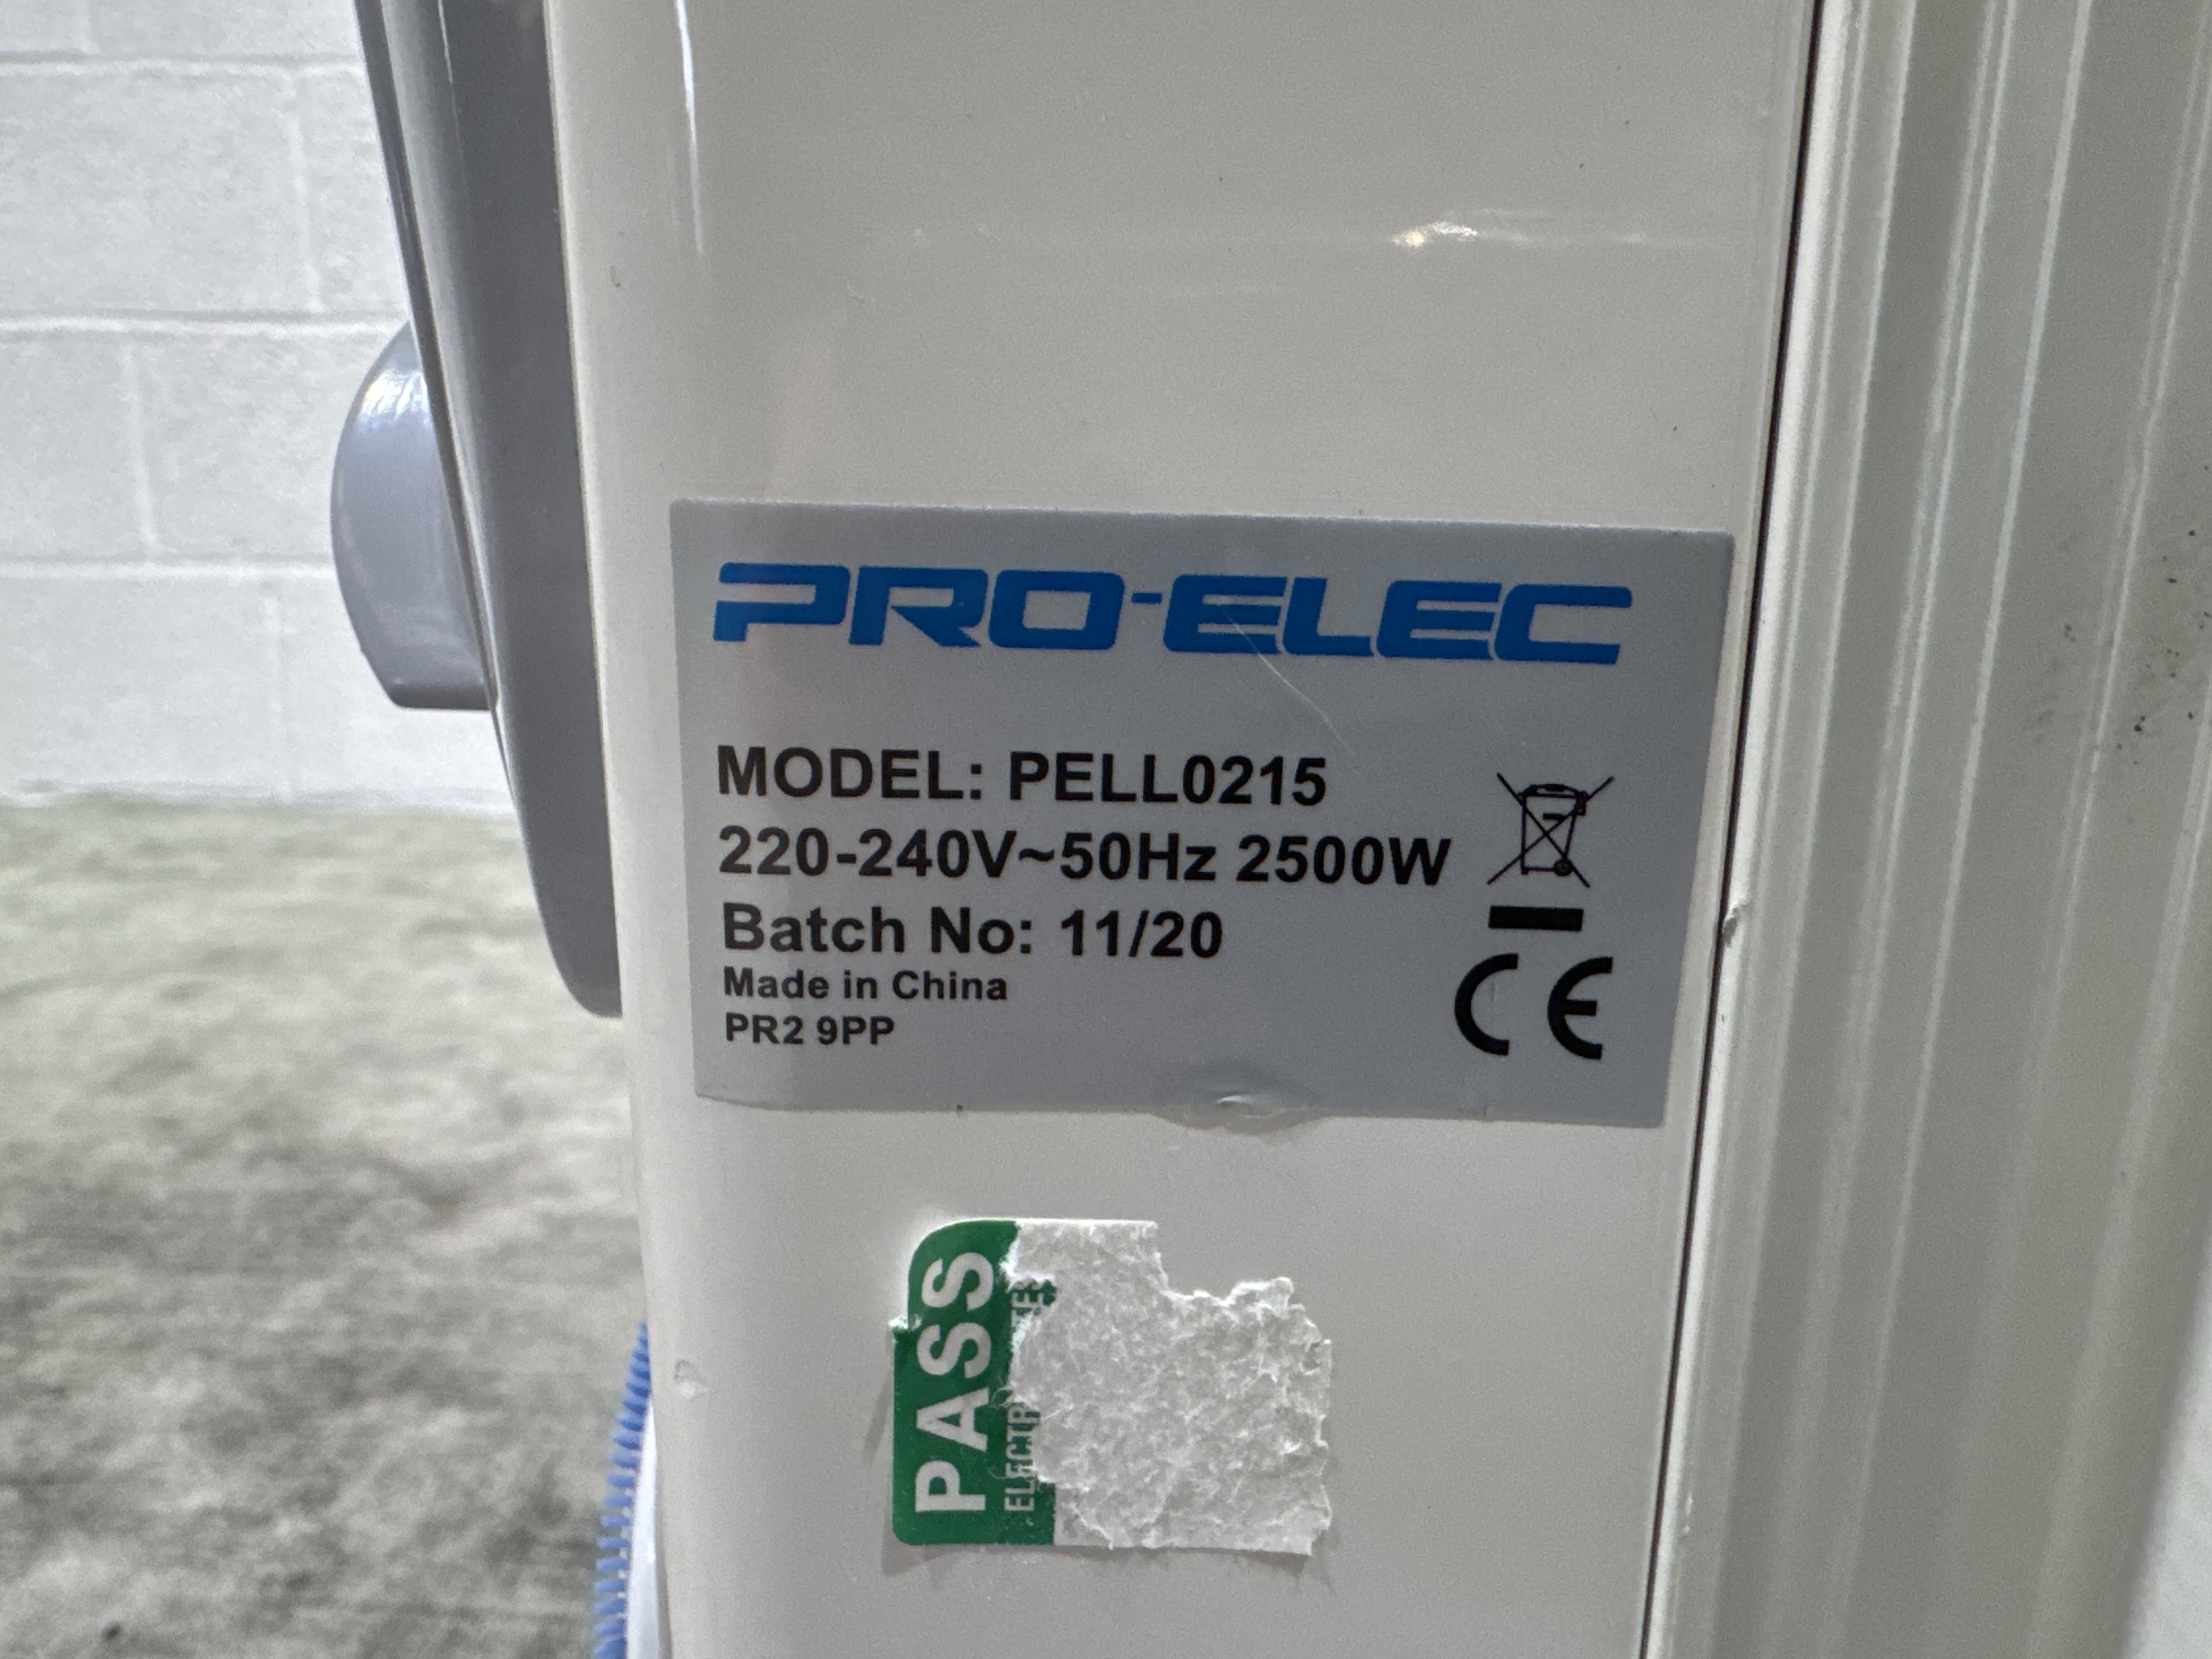 PRO-ELEC
MODEL: PELL0215
220-240V~50Hz 2500W
Batch No: 11/20
Made in China
PR2 9PP
CE
PASS